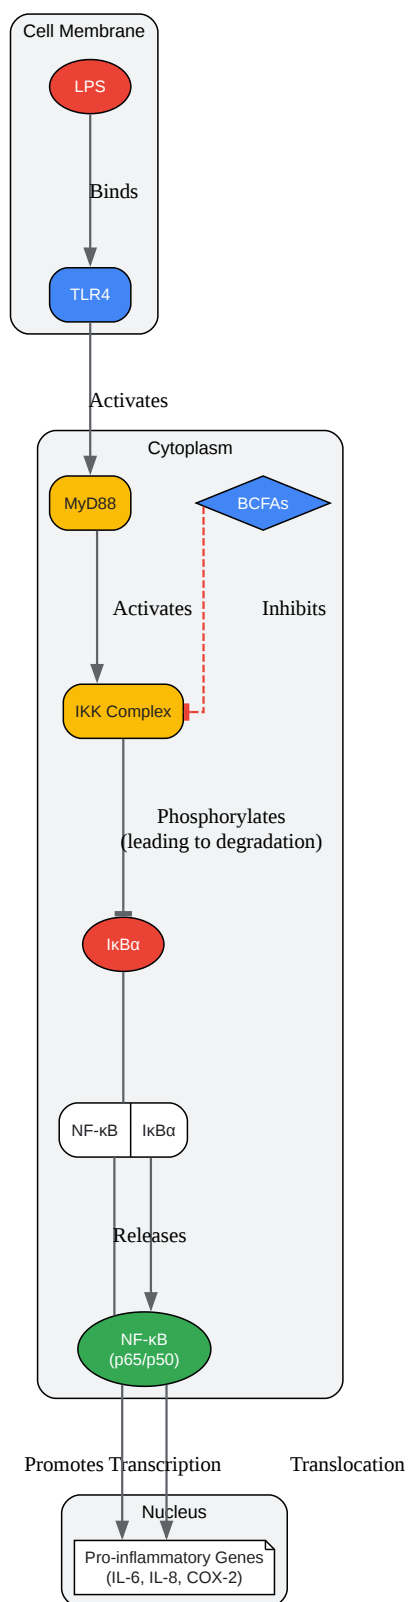 Cell Membrane
LPS
Binds
TLR4
Activates
Cytoplasm
MyD88
BCFAs
Activates
Inhibits
IKK Complex
Phosphorylates
(leading to degradation)
IκBα
NF-κB
IκBα
Releases
NF-κB
(p65/p50)
Promotes Transcription
Translocation
Nucleus
Pro-inflammatory Genes
(IL-6, IL-8, COX-2)